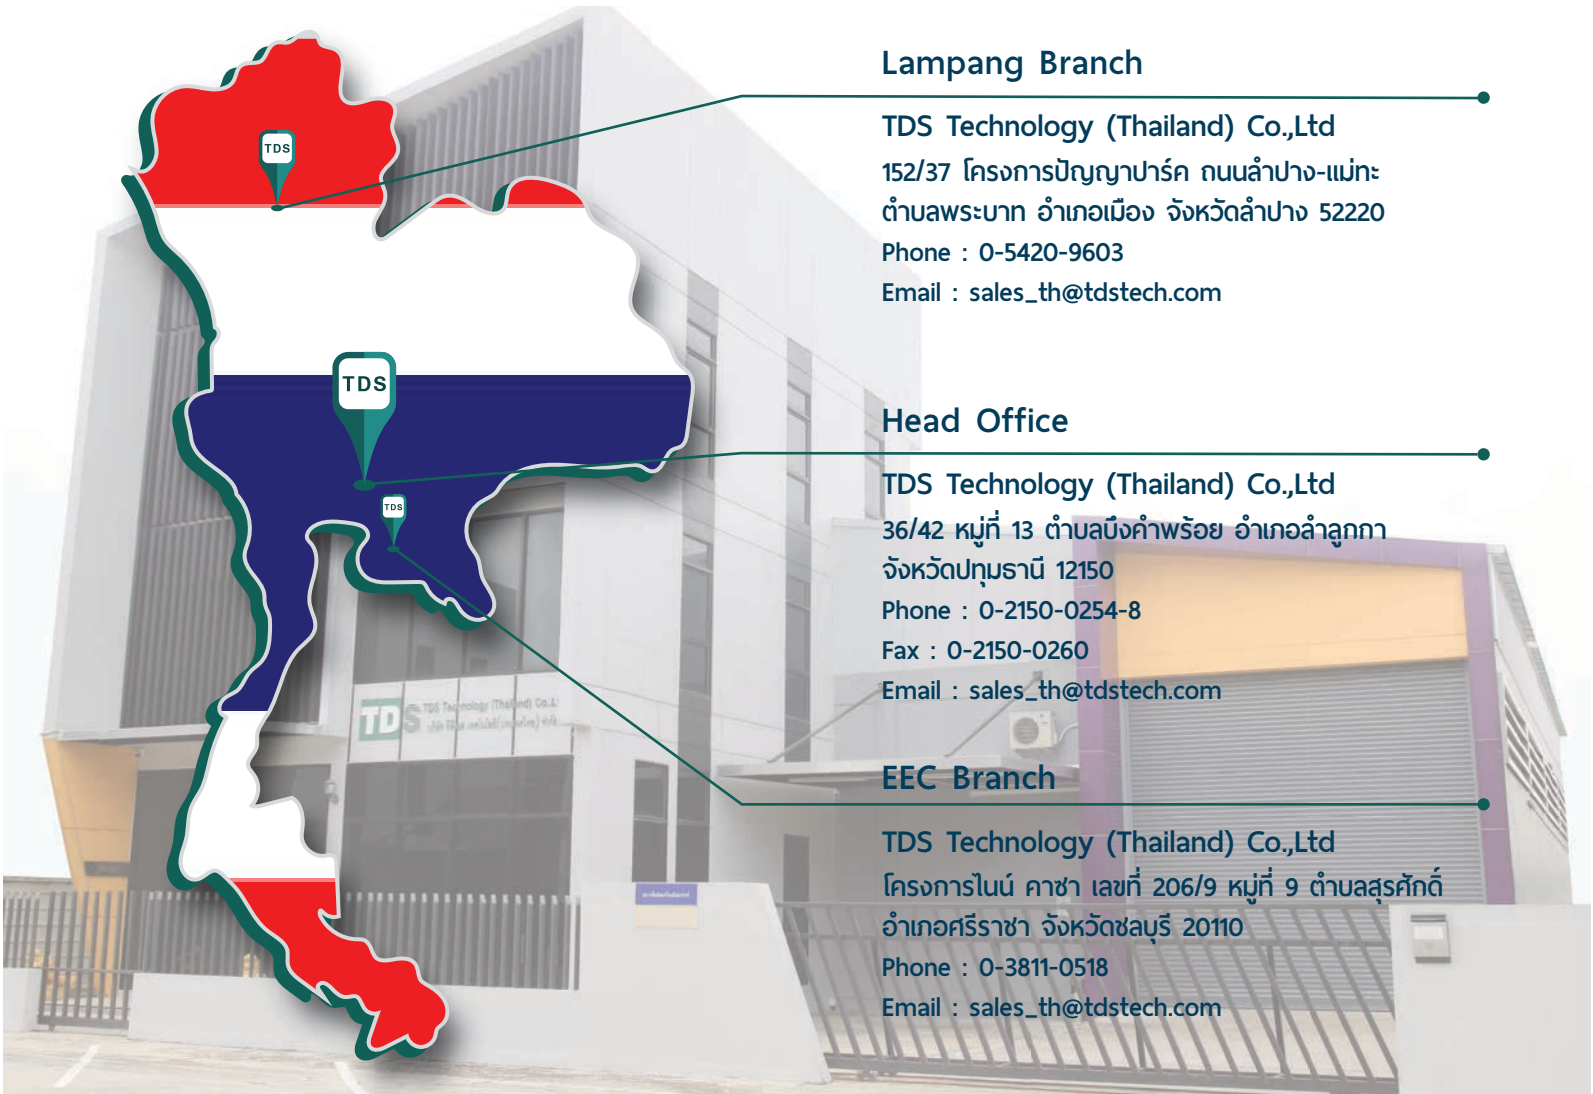 Lampang Branch
TDS Technology (Thailand) Co.,Ltd
152/37 โครงการปัญญาปาร์ค ถนนลำปาง-แม่ทะ
ตำบลพระบาท อำเภอเมือง จังหวัดลำปาง 52220
Phone : 0-5420-9603
Email : sales_th@tdstech.com
TDS
TDS
Head Office
TDS Technology (Thailand) Co.,Ltd
36/42 หมู่ที่ 13 ตำบลบึงคำพร้อย อำเภอลำลูกกา
จังหวัดปทุมธานี 12150
Phone : 0-2150-0254-8
Fax : 0-2150-0260
Email : sales_th@tdstech.com
TDS
TDS
TDS Technology (Thailand) Co.,L
EEC Branch
TDS Technology (Thailand) Co.,Ltd
โครงการไนน์ คาซ่า เลขที่ 206/9 หมู่ที่ 9 ตำบลสุรศักดิ์
อำเภอศรีราชา จังหวัดชลบุรี 20110
Phone : 0-3811-0518
Email : sales_th@tdstech.com